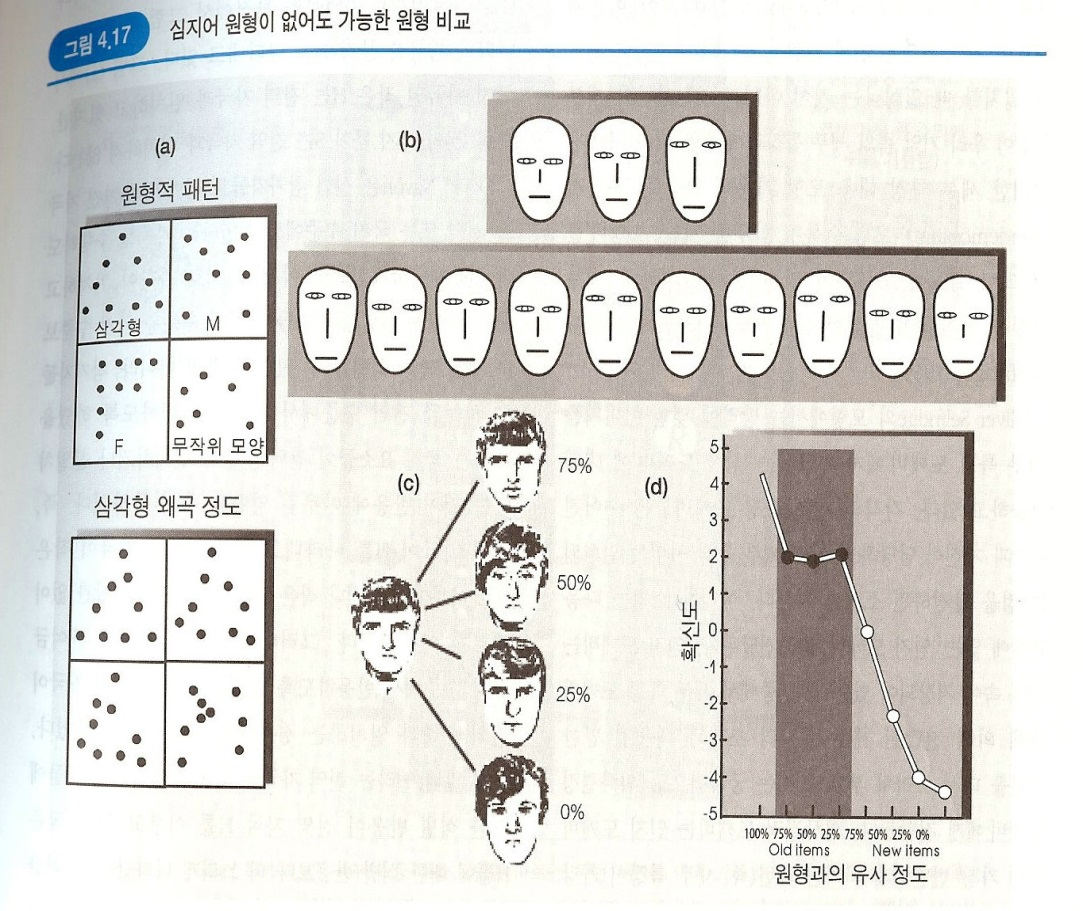 그림 4.17
심지어 원형이 없어도 가능한 원형 비교
(a)
원형적 패턴
삼각형
M
F
무작위 모양
삼각형 왜곡 정도
(b)
(c)
75%
50%
25%
0%
(d)
확신도
5
4
3
2
1
0
-1
-2
-3
-4
-5
100% 75% 50% 25% 75% 50% 25% 0%
Old items New items
원형과의 유사 정도